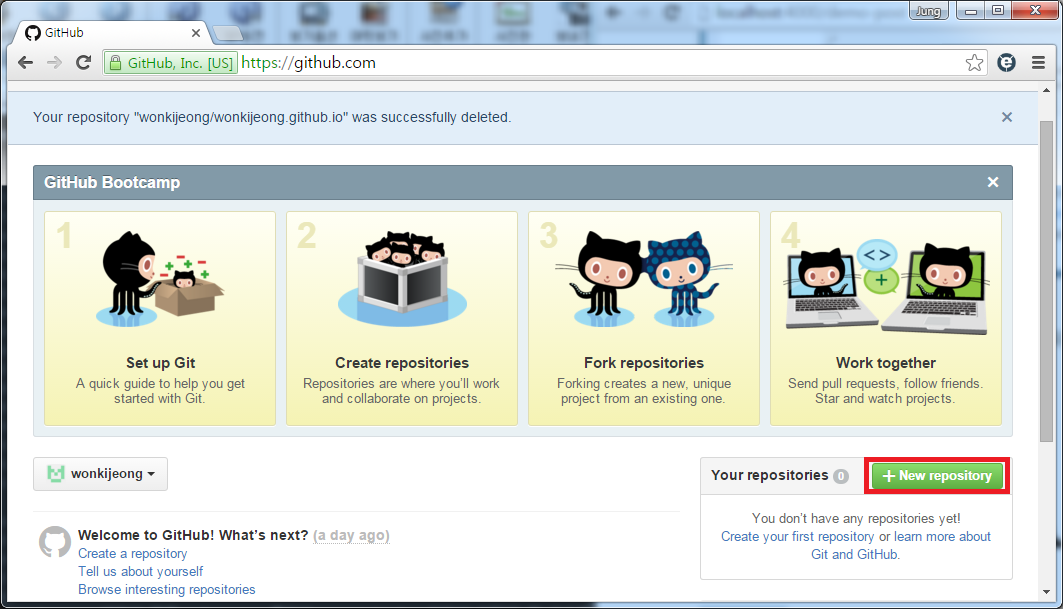 Jung
GitHub
GitHub, Inc. [US] https://github.com
Your repository "wonkijeong/wonkijeong.github.io" was successfully deleted.
GitHub Bootcamp
1
Set up Git
A quick guide to help you get
started with Git.
2
Create repositories
Repositories are where you'll work
and collaborate on projects.
3
Fork repositories
Forking creates a new, unique
project from an existing one.
4
Work together
Send pull requests, follow friends.
Star and watch projects.
wonkijeong
Your repositories 0
+ New repository
You don't have any repositories yet!
Create your first repository or learn more about
Git and GitHub.
Welcome to GitHub! What's next? (a day ago)
Create a repository
Tell us about yourself
Browse interesting repositories